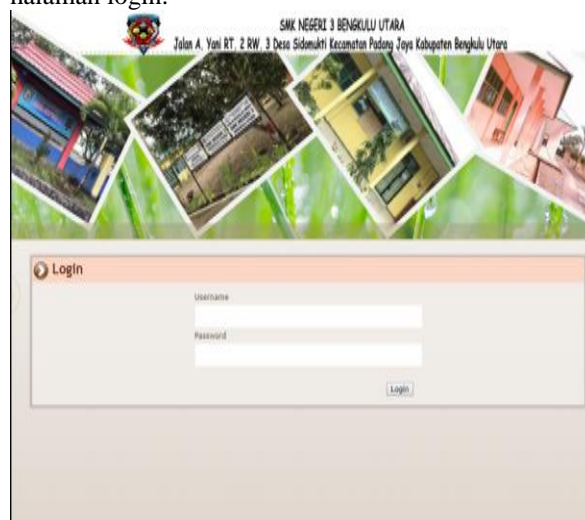 halaman login.
SMK NEGERI 3 BENGKULU UTARA
Jalan A. Yani RT. 2 RW. 3 Desa Sidomukti Kecamatan Padang Jaya Kabupaten Bengkulu Utara
Login
Username
Password
Login